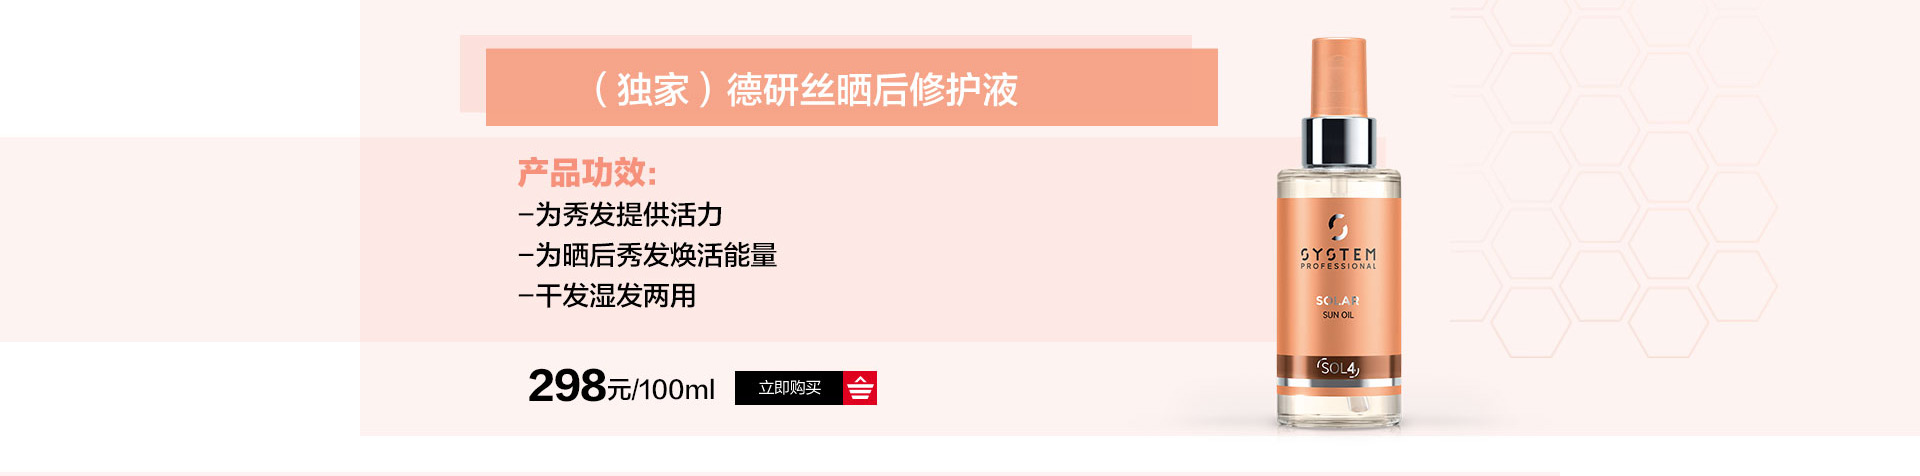 （独家）德研丝晒后修护液
产品功效:
–为秀发提供活力
–为晒后秀发焕活能量
–干发湿发两用
298元/100ml
立即购买
SYSTEM
PROFESSIONAL
SOLAR
SUN OIL
SOL4